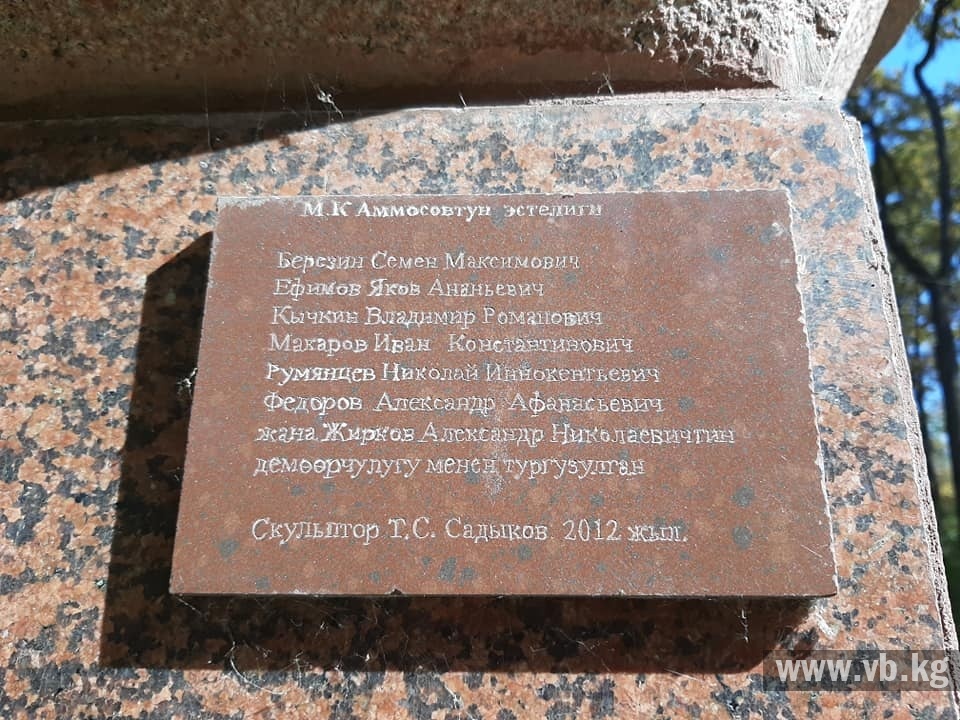 М.К Аммосовтун эстелиги
Березин Семен Максимович
Ефимов Яков Ананьевич
Кычкин Владимир Романович
Макаров Иван Константинович
Румянцев Николай Иннокентьевич
Федоров Александр Афанасьевич
жана Жирков Александр Николаевичтин
демөөрчүлүгү менен тургузулган
Скульптор Т.С. Садыков. 2012 жыл.
www.vb.kg